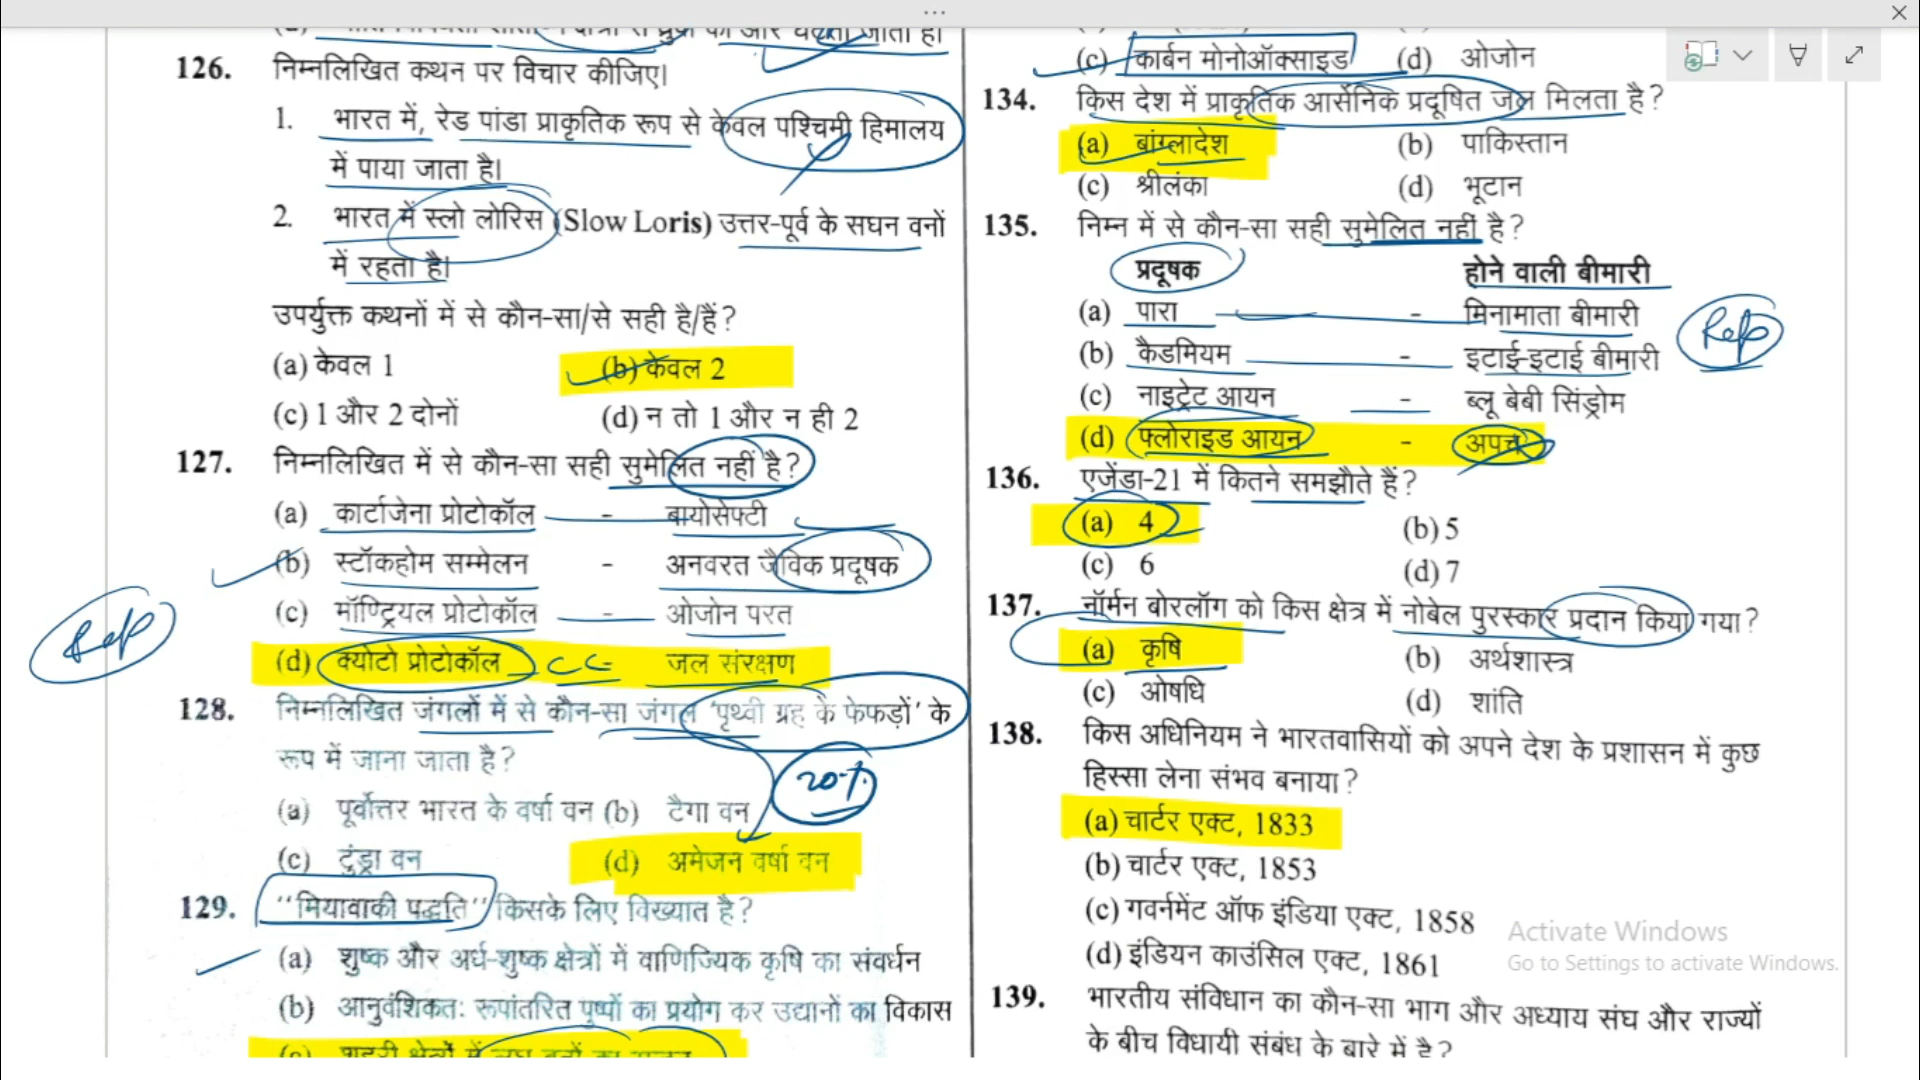 126. निम्नलिखित कथन पर विचार कीजिए।
1. भारत में, रेड पांडा प्राकृतिक रूप से केवल पश्चिमी हिमालय
में पाया जाता है।
2. भारत में स्लो लोरिस (Slow Loris) उत्तर-पूर्व के सघन वनों
में रहता है।
उपर्युक्त कथनों में से कौन-सा/से सही है/हैं?
(a) केवल 1 (b) केवल 2
(c) 1 और 2 दोनों (d) न तो 1 और न ही 2
127. निम्नलिखित में से कौन-सा सही सुमेलित नहीं है?
(a) कार्टाजेना प्रोटोकॉल - बायोसेफ्टी
(b) स्टॉकहोम सम्मेलन - अनवरत जैविक प्रदूषक
(c) मॉण्ट्रियल प्रोटोकॉल - ओजोन परत
(d) क्योटो प्रोटोकॉल CC जल संरक्षण
Rep
128. निम्नलिखित जंगलों में से कौन-सा जंगल 'पृथ्वी ग्रह के फेफड़ों' के
रूप में जाना जाता है?
20%
(a) पूर्वोत्तर भारत के वर्षा वन (b) टैगा वन
(c) टुंड्रा वन (d) अमेजन वर्षा वन
129. "मियावाकी पद्धति" किसके लिए विख्यात है?
(a) शुष्क और अर्ध-शुष्क क्षेत्रों में वाणिज्यिक कृषि का संवर्धन
(b) आनुवंशिकत: रूपांतरित पुष्पों का प्रयोग कर उद्यानों का विकास
(c) कार्बन मोनोऑक्साइड (d) ओजोन
134. किस देश में प्राकृतिक आर्सेनिक प्रदूषित जल मिलता है?
(a) बांग्लादेश (b) पाकिस्तान
(c) श्रीलंका (d) भूटान
135. निम्न में से कौन-सा सही सुमेलित नहीं है?
प्रदूषक होने वाली बीमारी
(a) पारा - मिनामाता बीमारी
(b) कैडमियम - इटाई-इटाई बीमारी
Rep
(c) नाइट्रेट आयन - ब्लू बेबी सिंड्रोम
(d) फ्लोराइड आयन - अपच
136. एजेंडा-21 में कितने समझौते हैं?
(a) 4 (b) 5
(c) 6 (d) 7
137. नॉर्मन बोरलॉग को किस क्षेत्र में नोबेल पुरस्कार प्रदान किया गया?
(a) कृषि (b) अर्थशास्त्र
(c) ओषधि (d) शांति
138. किस अधिनियम ने भारतवासियों को अपने देश के प्रशासन में कुछ
हिस्सा लेना संभव बनाया?
(a) चार्टर एक्ट, 1833
(b) चार्टर एक्ट, 1853
(c) गवर्नमेंट ऑफ इंडिया एक्ट, 1858
(d) इंडियन काउंसिल एक्ट, 1861
139. भारतीय संविधान का कौन-सा भाग और अध्याय संघ और राज्यों
के बीच विधायी संबंध के बारे में है?
Activate Windows
Go to Settings to activate Windows.